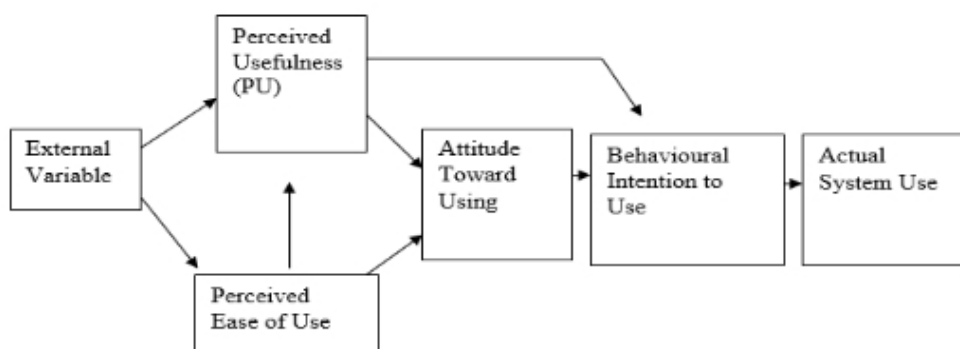 Perceived
Usefulness
(PU)
External
Variable
Attitude
Toward
Using
Behavioural
Intention to
Use
Actual
System Use
Perceived
Ease of Use